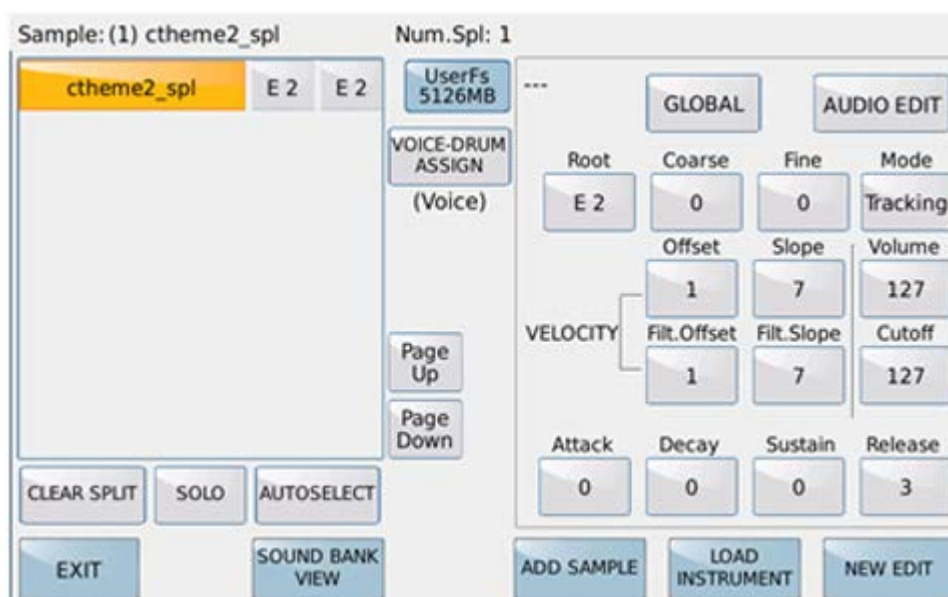 Sample: (1) ctheme2_spl
Num.Spl: 1
ctheme2_spl E 2 E 2
UserFs
5126MB
VOICE-DRUM
ASSIGN
(Voice)
Page
Up
Page
Down
CLEAR SPLIT SOLO AUTOSELECT
EXIT
SOUND BANK
VIEW
---
GLOBAL AUDIO EDIT
Root Coarse Fine Mode
E 2 0 0 Tracking
Offset Slope Volume
1 7 127
VELOCITY
Filt.Offset Filt.Slope Cutoff
1 7 127
Attack Decay Sustain Release
0 0 0 3
ADD SAMPLE
LOAD
INSTRUMENT
NEW EDIT